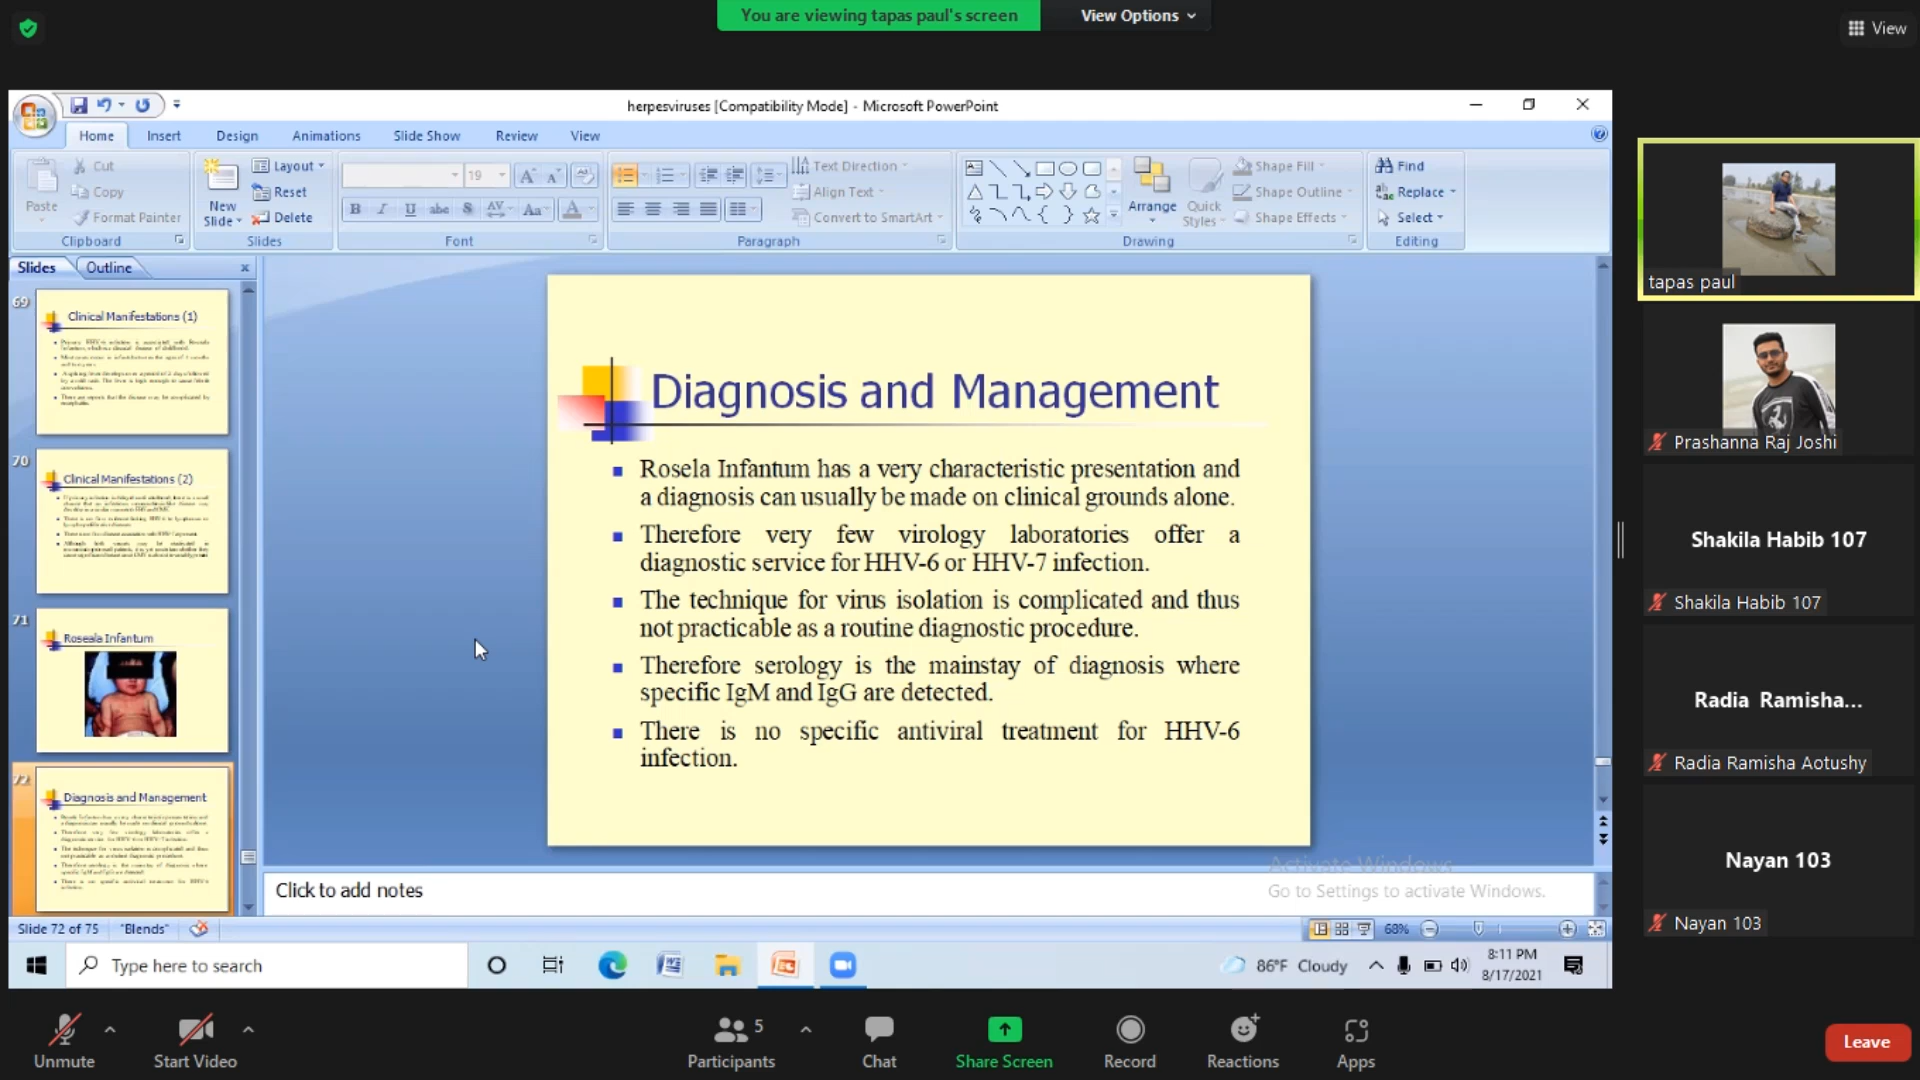 You are viewing tapas paul's screen
View Options
View
herpesviruses [Compatibility Mode] - Microsoft PowerPoint
Home Insert Design Animations Slide Show Review View
Paste
Cut
Copy
Format Painter
Clipboard
New
Slide
Layout
Reset
Delete
Slides
19
Font
Text Direction
Align Text
Convert to SmartArt
Paragraph
Arrange
Quick
Styles
Shape Fill
Shape Outline
Shape Effects
Drawing
Find
Replace
Select
Editing
Slides Outline
69
Clinical Manifestations (1)
70
Clinical Manifestations (2)
71
Roseala Infantum
72
Diagnosis and Management
Diagnosis and Management
Rosela Infantum has a very characteristic presentation and
a diagnosis can usually be made on clinical grounds alone.
Therefore very few virology laboratories offer a
diagnostic service for HHV-6 or HHV-7 infection.
The technique for virus isolation is complicated and thus
not practicable as a routine diagnostic procedure.
Therefore serology is the mainstay of diagnosis where
specific IgM and IgG are detected.
There is no specific antiviral treatment for HHV-6
infection.
Activate Windows
Go to Settings to activate Windows.
Click to add notes
Slide 72 of 75 "Blends" 68%
Type here to search
86°F Cloudy
8:11 PM
8/17/2021
tapas paul
Prashanna Raj Joshi
Shakila Habib 107
Shakila Habib 107
Radia Ramisha...
Radia Ramisha Aotushy
Nayan 103
Nayan 103
Unmute
Start Video
5
Participants
Chat
Share Screen
Record
Reactions
Apps
Leave